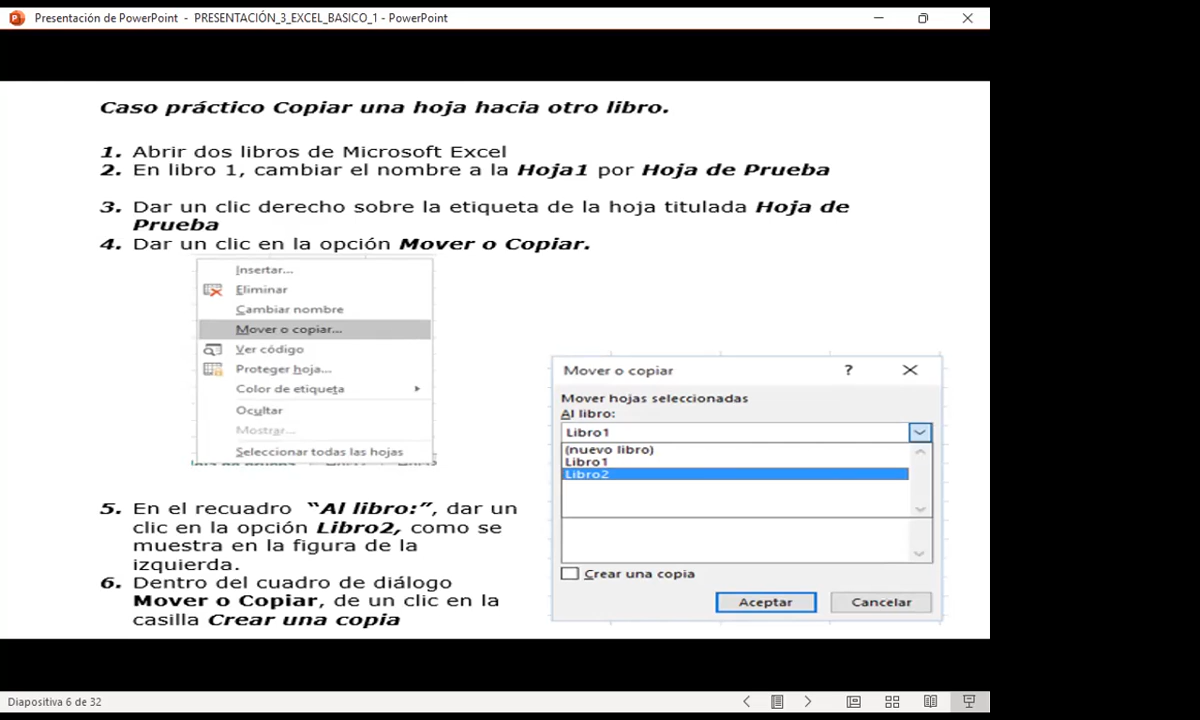 Presentación de PowerPoint - PRESENTACIÓN_3_EXCEL_BASICO_1 - PowerPoint
Caso práctico Copiar una hoja hacia otro libro.
1. Abrir dos libros de Microsoft Excel
2. En libro 1, cambiar el nombre a la Hoja1 por Hoja de Prueba
3. Dar un clic derecho sobre la etiqueta de la hoja titulada Hoja de
Prueba
4. Dar un clic en la opción Mover o Copiar.
Insertar...
Eliminar
Cambiar nombre
Mover o copiar...
Ver código
Proteger hoja...
Color de etiqueta
Ocultar
Mostrar...
Seleccionar todas las hojas
Mover o copiar
?
Mover hojas seleccionadas
Al libro:
Libro1
(nuevo libro)
Libro1
Libro2
Crear una copia
Aceptar
Cancelar
5. En el recuadro "Al libro:", dar un
clic en la opción Libro2, como se
muestra en la figura de la
izquierda.
6. Dentro del cuadro de diálogo
Mover o Copiar, de un clic en la
casilla Crear una copia
Diapositiva 6 de 32